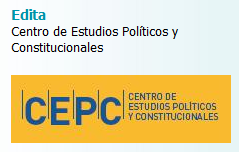 Edita
Centro de Estudios Políticos y
Constitucionales
CEPC
CENTRO DE
ESTUDIOS POLÍTICOS
Y CONSTITUCIONALES